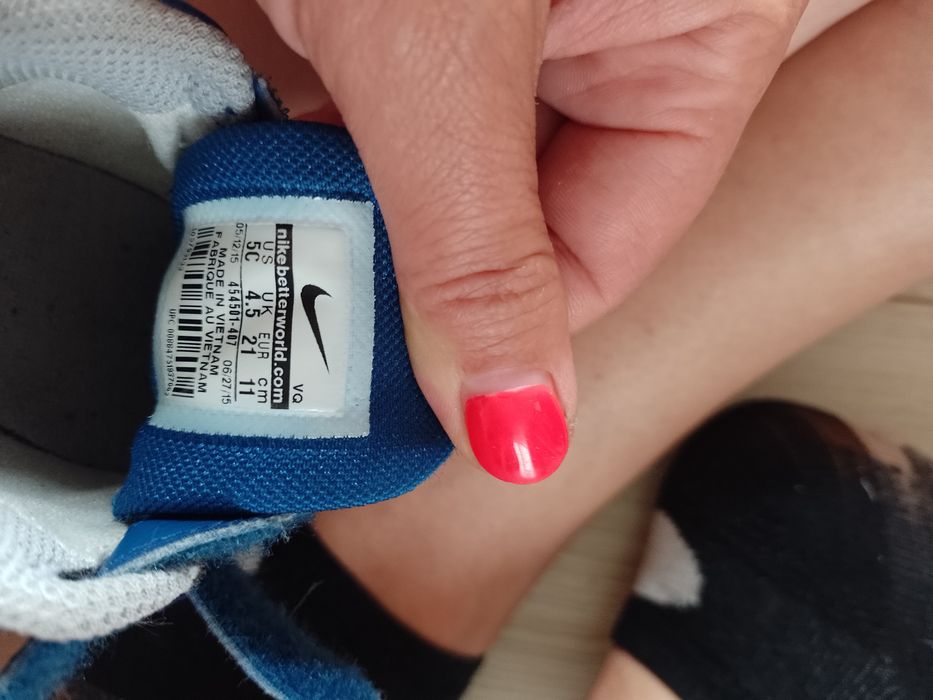 VQ
nikebetterworld.com
US UK EUR cm
5C 4.5 21 11
454501-407
05/12/15 06/27/15
MADE IN VIETNAM
FABRIQUE AU VIETNAM